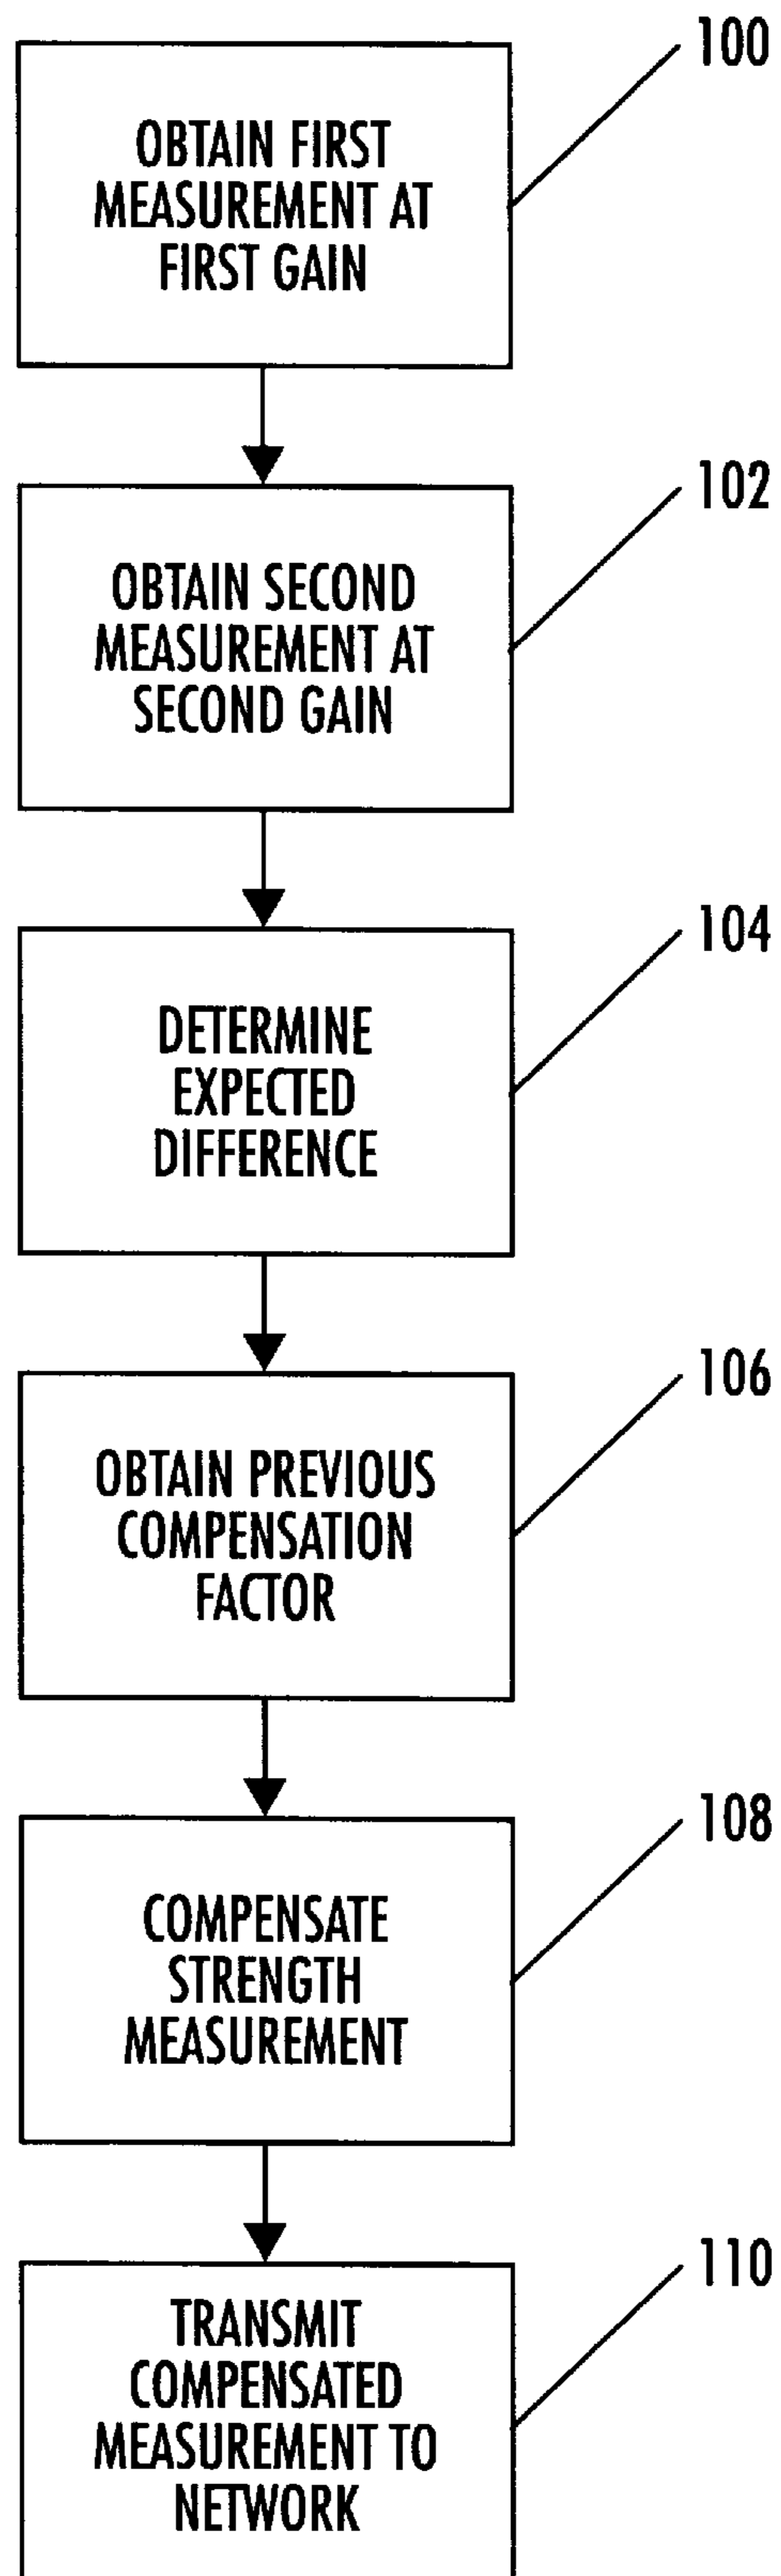 100
OBTAIN FIRST
MEASUREMENT AT
FIRST GAIN
102
OBTAIN SECOND
MEASUREMENT AT
SECOND GAIN
104
DETERMINE
EXPECTED
DIFFERENCE
106
OBTAIN PREVIOUS
COMPENSATION
FACTOR
108
COMPENSATE
STRENGTH
MEASUREMENT
110
TRANSMIT
COMPENSATED
MEASUREMENT TO
NETWORK